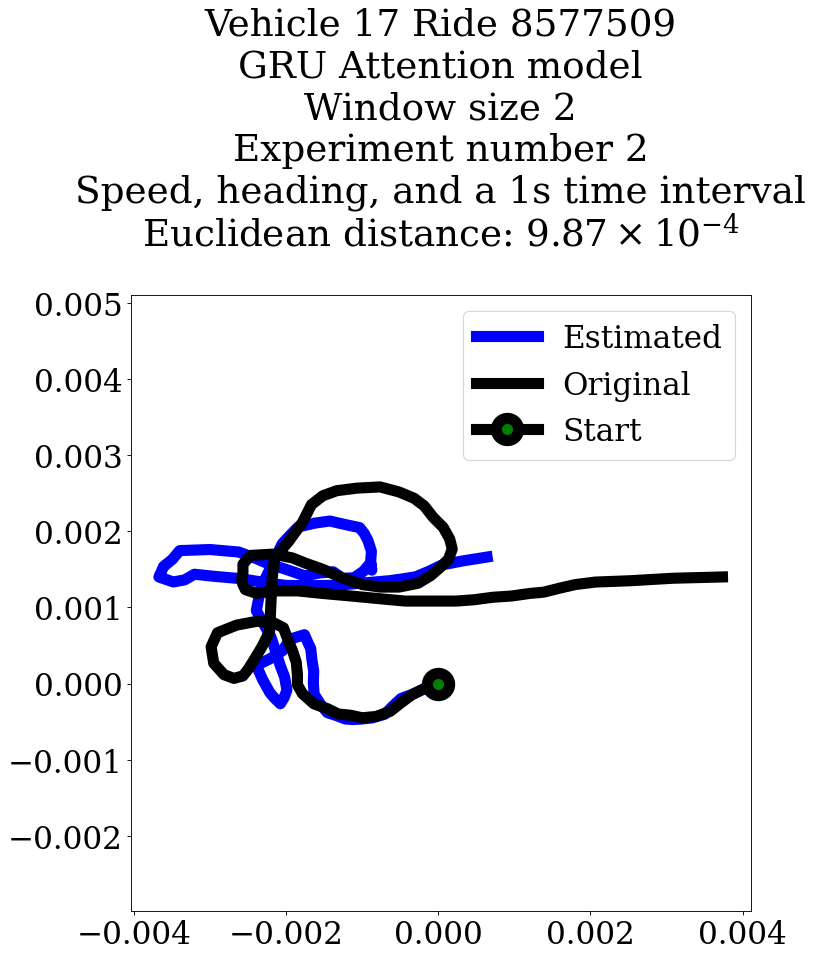 Vehicle 17 Ride 8577509
GRU Attention model
Window size 2
Experiment number 2
Speed, heading, and a 1s time interval
Euclidean distance: 9.87 × 10⁻⁴
0.005
0.004
0.003
0.002
0.001
0.000
−0.001
−0.002
Estimated
Original
Start
−0.004 −0.002 0.000 0.002 0.004